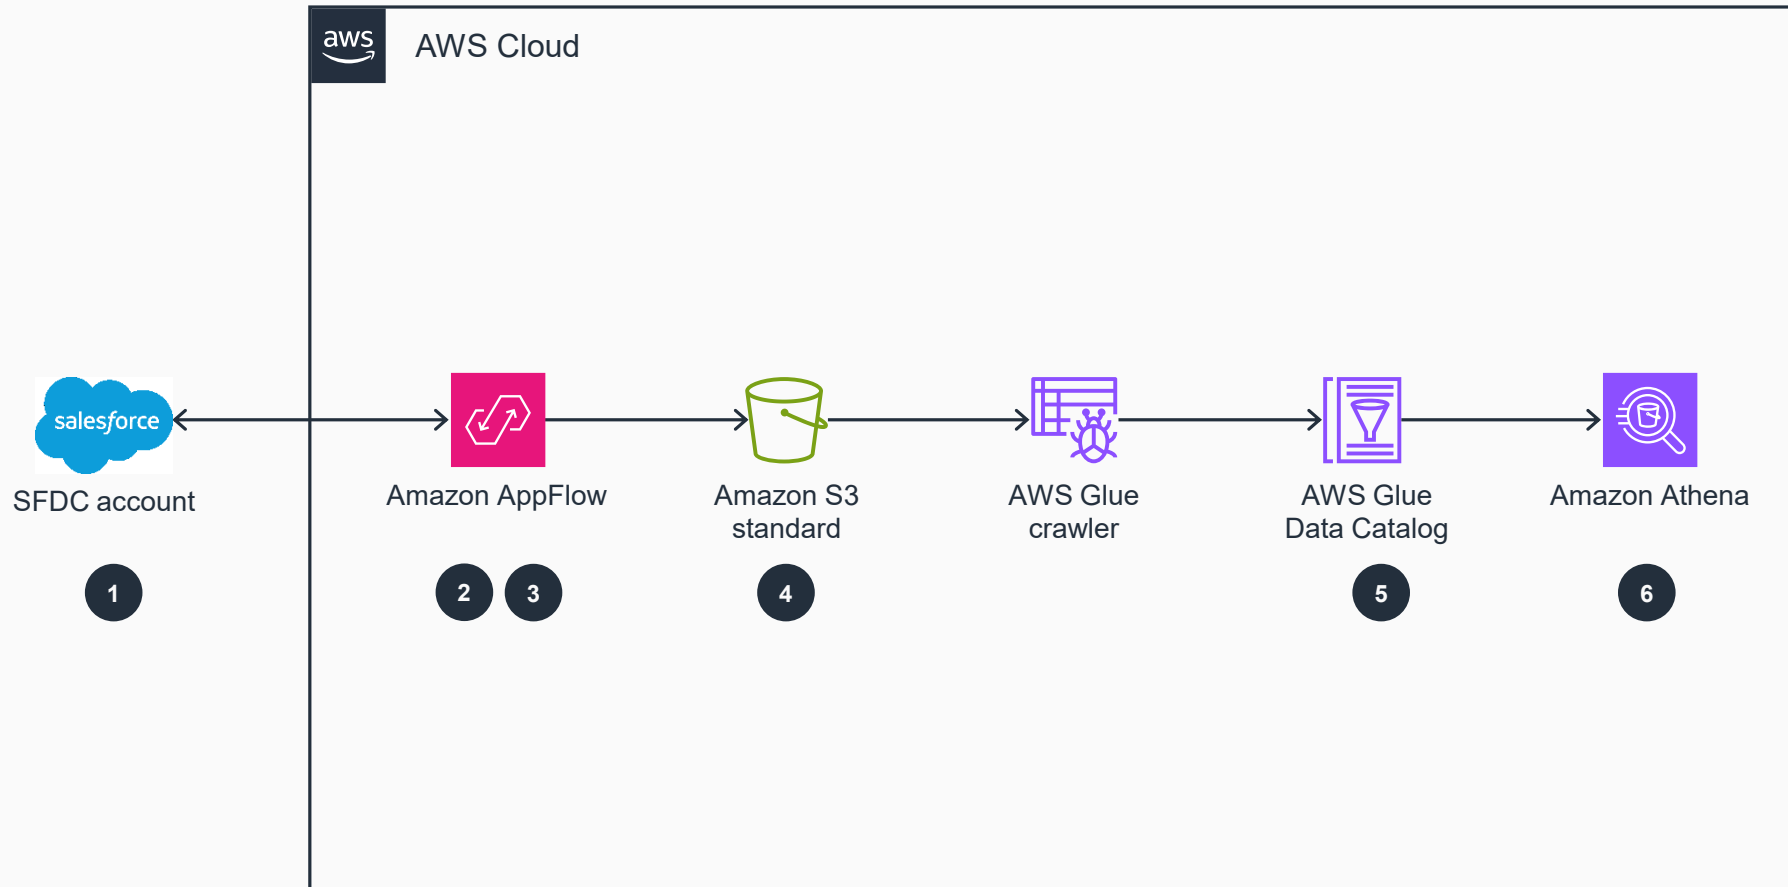 aws
AWS Cloud
salesforce
SFDC account
Amazon AppFlow
Amazon S3
standard
AWS Glue
crawler
AWS Glue
Data Catalog
Amazon Athena
1
2
3
4
5
6